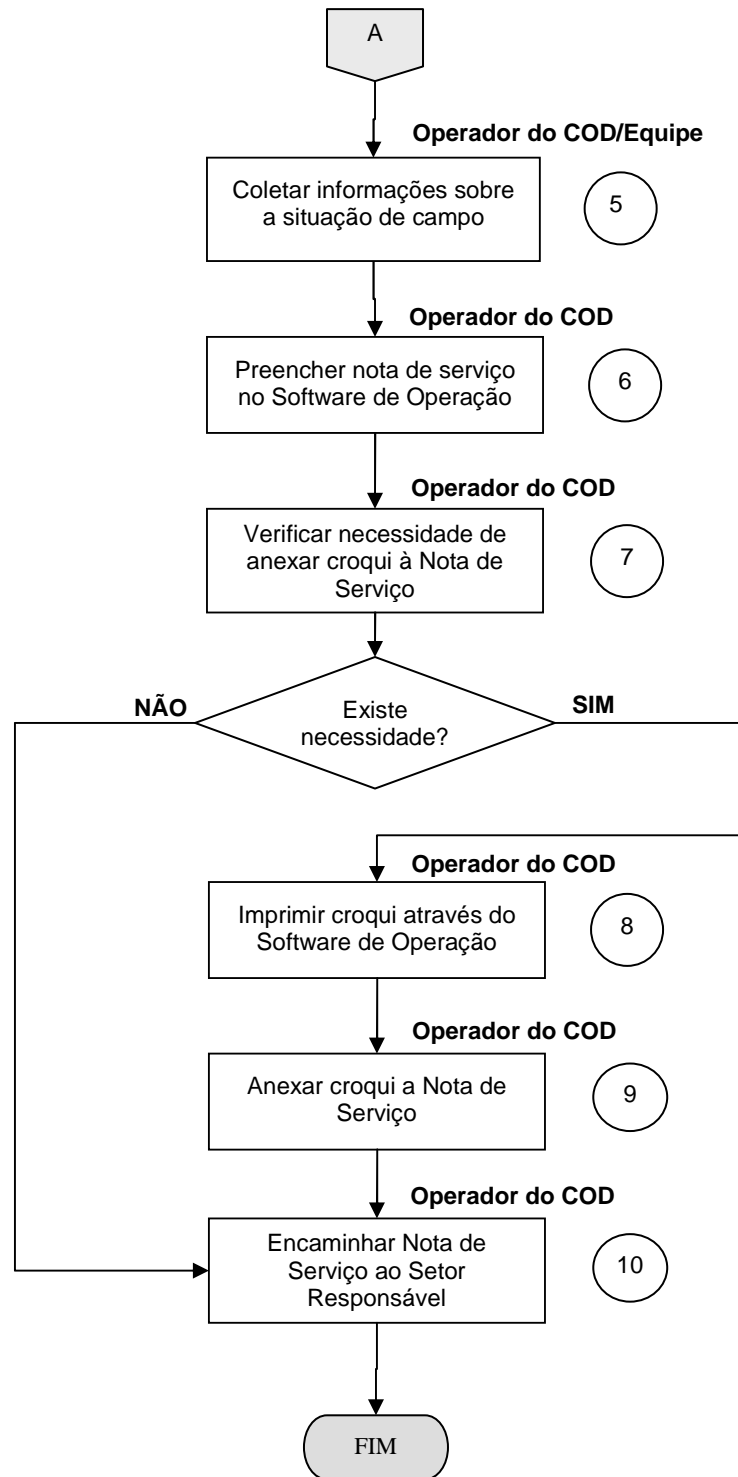 A
Operador do COD/Equipe
Coletar informações sobre
a situação de campo
5
Operador do COD
Preencher nota de serviço
no Software de Operação
6
Operador do COD
Verificar necessidade de
anexar croqui à Nota de
Serviço
7
NÃO
Existe
necessidade?
SIM
Operador do COD
Imprimir croqui através do
Software de Operação
8
Operador do COD
Anexar croqui a Nota de
Serviço
9
Operador do COD
Encaminhar Nota de
Serviço ao Setor
Responsável
10
FIM